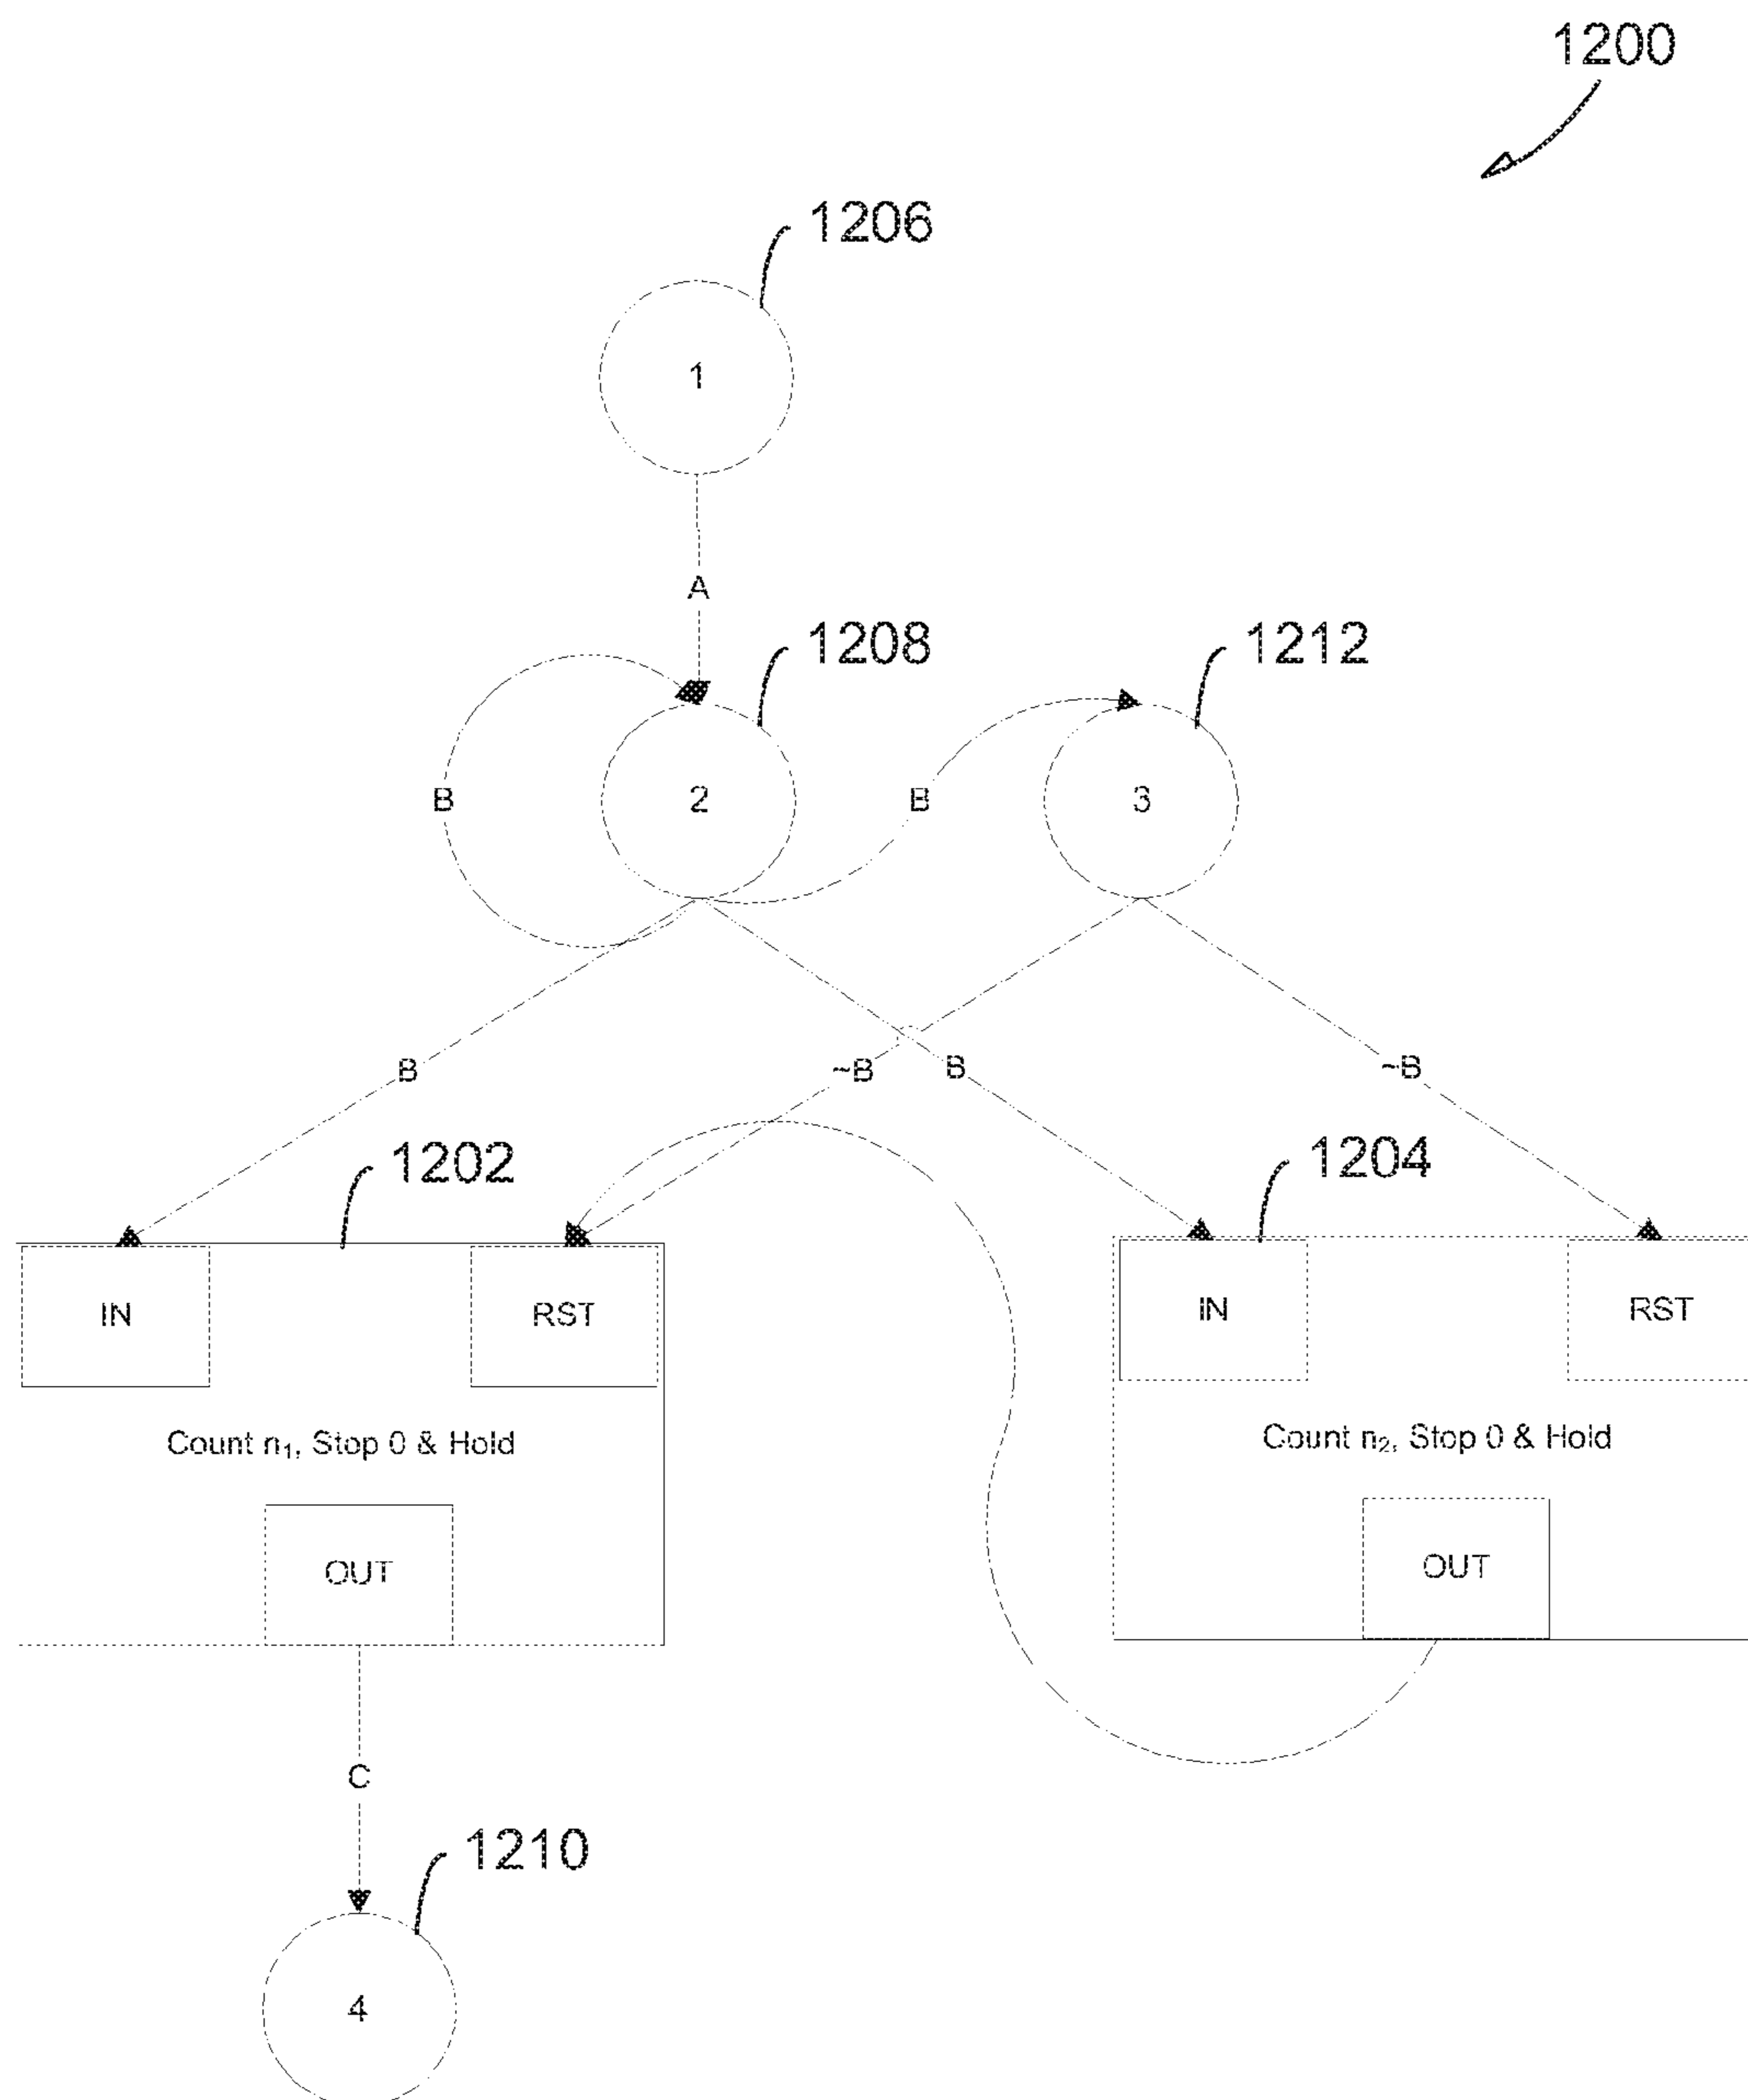 1200
1206
1
A
1208
1212
B
2
B
3
B
~B
B
~B
1202
1204
IN
RST
IN
RST
Count n₁, Stop 0 & Hold
Count n₂, Stop 0 & Hold
OUT
OUT
C
1210
4